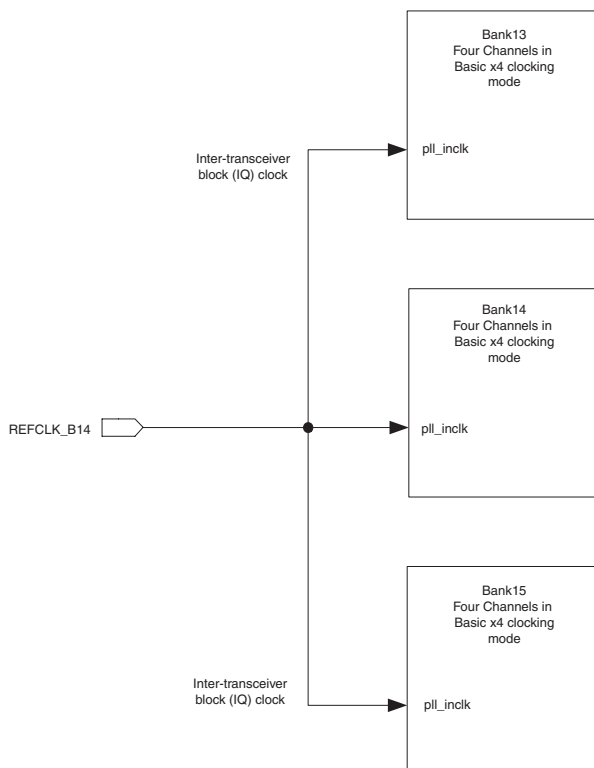 Bank13
Four Channels in
Basic x4 clocking
mode
Inter-transceiver
block (IQ) clock
pll_inclk
Bank14
Four Channels in
Basic x4 clocking
mode
REFCLK_B14
pll_inclk
Bank15
Four Channels in
Basic x4 clocking
mode
Inter-transceiver
block (IQ) clock
pll_inclk